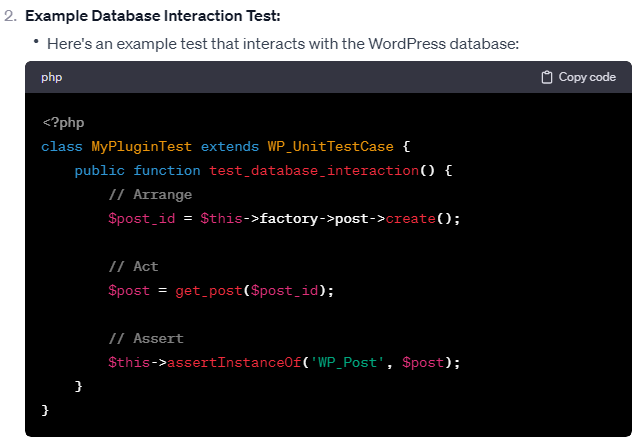 2. Example Database Interaction Test:
• Here's an example test that interacts with the WordPress database:
php Copy code
<?php
class MyPluginTest extends WP_UnitTestCase {
    public function test_database_interaction() {
        // Arrange
        $post_id = $this->factory->post->create();

        // Act
        $post = get_post($post_id);

        // Assert
        $this->assertInstanceOf('WP_Post', $post);
    }
}